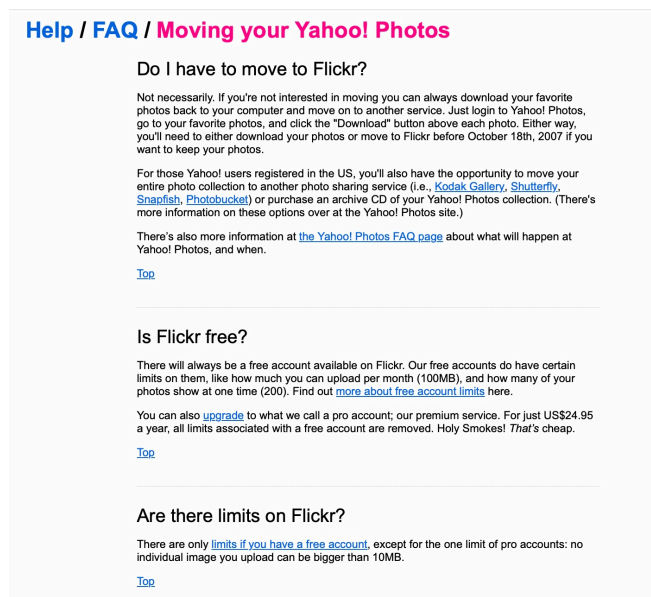 Help / FAQ / Moving your Yahoo! Photos
Do I have to move to Flickr?
Not necessarily. If you're not interested in moving you can always download your favorite
photos back to your computer and move on to another service. Just login to Yahoo! Photos,
go to your favorite photos, and click the "Download" button above each photo. Either way,
you'll need to either download your photos or move to Flickr before October 18th, 2007 if you
want to keep your photos.
For those Yahoo! users registered in the US, you'll also have the opportunity to move your
entire photo collection to another photo sharing service (i.e., Kodak Gallery, Shutterfly,
Snapfish, Photobucket) or purchase an archive CD of your Yahoo! Photos collection. (There's
more information on these options over at the Yahoo! Photos site.)
There's also more information at the Yahoo! Photos FAQ page about what will happen at
Yahoo! Photos, and when.
Top
Is Flickr free?
There will always be a free account available on Flickr. Our free accounts do have certain
limits on them, like how much you can upload per month (100MB), and how many of your
photos show at one time (200). Find out more about free account limits here.
You can also upgrade to what we call a pro account; our premium service. For just US$24.95
a year, all limits associated with a free account are removed. Holy Smokes! That's cheap.
Top
Are there limits on Flickr?
There are only limits if you have a free account, except for the one limit of pro accounts: no
individual image you upload can be bigger than 10MB.
Top